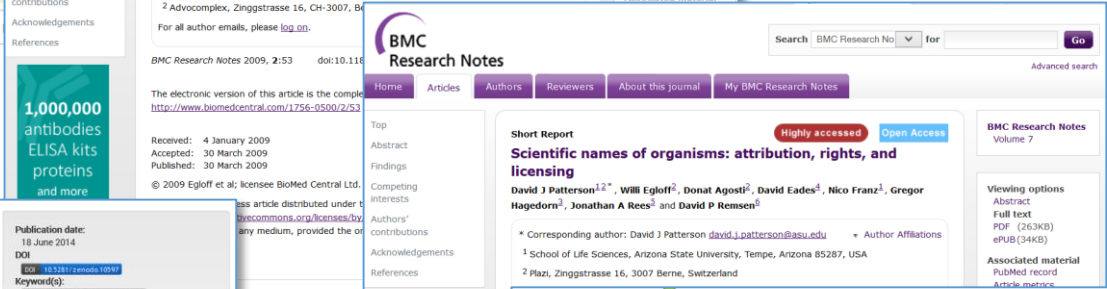 contributions
Acknowledgements
References
1,000,000
antibodies
ELISA kits
proteins
and more
2 Advocomplex, Zinggstrasse 16, CH-3007, Be
For all author emails, please log on.
BMC Research Notes 2009, 2:53 doi:10.118
The electronic version of this article is the comple
http://www.biomedcentral.com/1756-0500/2/53
Received: 4 January 2009
Accepted: 30 March 2009
Published: 30 March 2009
© 2009 Egloff et al; licensee BioMed Central Ltd.
ess article distributed under t
tivecommons.org/licenses/by
any medium, provided the or
Publication date:
18 June 2014
DOI
DOI 10.5281/zenodo.10597
Keyword(s):
BMC
Research Notes
Search BMC Research No for Go
Advanced search
Home Articles Authors Reviewers About this journal My BMC Research Notes
Top
Abstract
Findings
Competing
interests
Authors'
contributions
Acknowledgements
References
Short Report Highly accessed Open Access
Scientific names of organisms: attribution, rights, and
licensing
David J Patterson12*, Willi Egloff2, Donat Agosti2, David Eades4, Nico Franz1, Gregor
Hagedorn3, Jonathan A Rees5 and David P Remsen6
* Corresponding author: David J Patterson david.j.patterson@asu.edu Author Affiliations
1 School of Life Sciences, Arizona State University, Tempe, Arizona 85287, USA
2 Plazi, Zinggstrasse 16, 3007 Berne, Switzerland
BMC Research Notes
Volume 7
Viewing options
Abstract
Full text
PDF (263KB)
ePUB (34KB)
Associated material
PubMed record
Article metrics